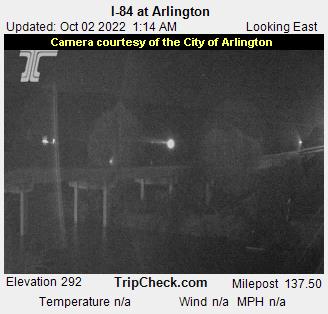 I-84 at Arlington
Updated: Oct 02 2022 1:14 AM Looking East
Camera courtesy of the City of Arlington
Elevation 292 TripCheck.com Milepost 137.50
Temperature n/a Wind n/a MPH n/a